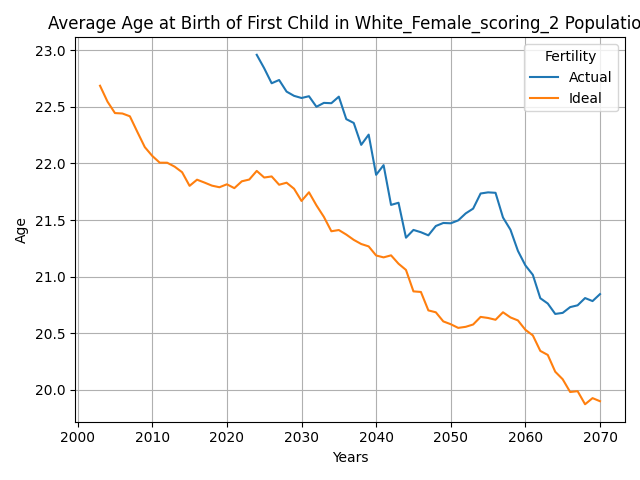 Average Age at Birth of First Child in White_Female_scoring_2 Populatio
23.0
22.5
22.0
21.5
21.0
20.5
20.0
Age
Fertility
Actual
Ideal
2000 2010 2020 2030 2040 2050 2060 2070
Years